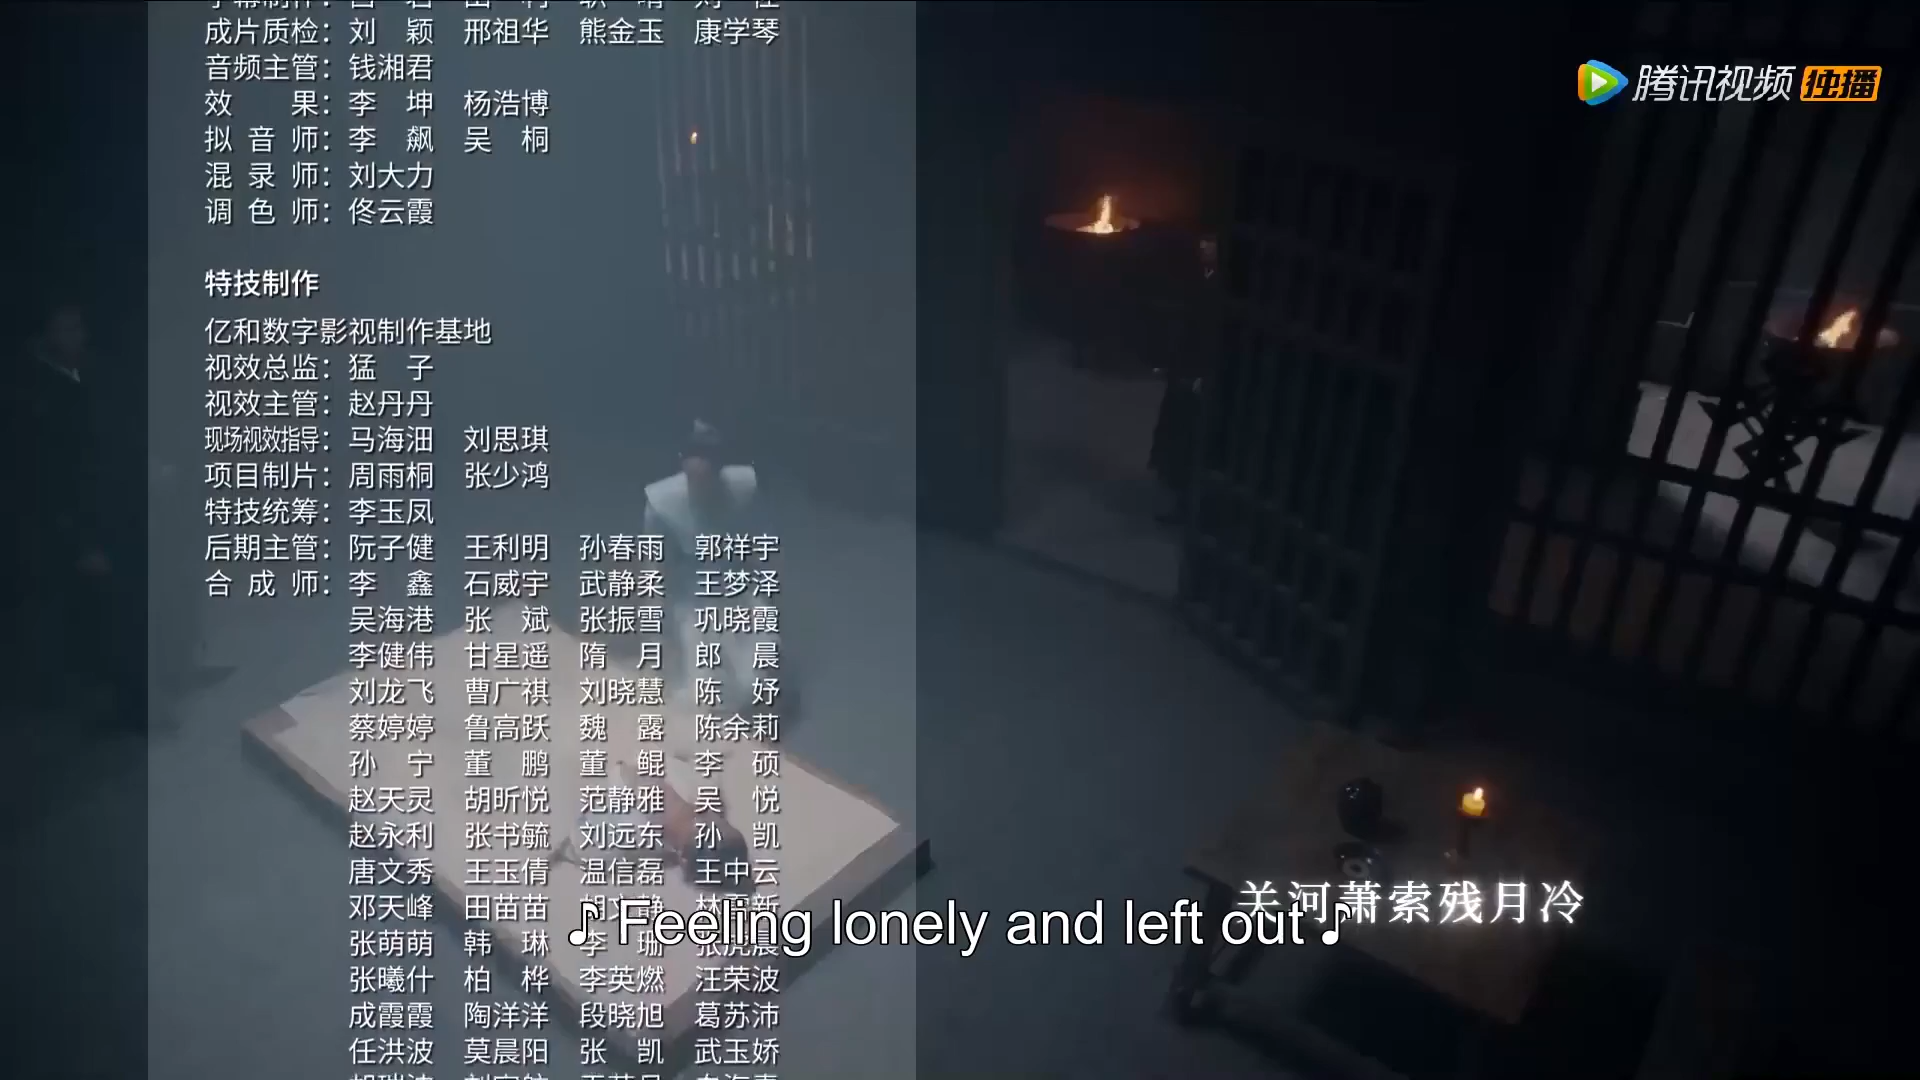 成片质检：刘　颖　邢祖华　熊金玉　康学琴
音频主管：钱湘君
效　　果：李　坤　杨浩博
拟 音 师：李　飙　吴　桐
混 录 师：刘大力
调 色 师：佟云霞
特技制作
亿和数字影视制作基地
视效总监：猛　子
视效主管：赵丹丹
现场视效指导：马海沺　刘思琪
项目制片：周雨桐　张少鸿
特技统筹：李玉凤
后期主管：阮子健　王利明　孙春雨　郭祥宇
合 成 师：李　鑫　石威宇　武静柔　王梦泽
吴海港　张　斌　张振雪　巩晓霞
李健伟　甘星遥　隋　月　郎　晨
刘龙飞　曹广祺　刘晓慧　陈　妤
蔡婷婷　鲁高跃　魏　露　陈余莉
孙　宁　董　鹏　董　鲲　李　硕
赵天灵　胡昕悦　范静雅　吴　悦
赵永利　张书毓　刘远东　孙　凯
唐文秀　王玉倩　温信磊　王中云
邓天峰　田苗苗
张萌萌　韩　琳　李　珊
张曦什　柏　桦　李英燃　汪荣波
成霞霞　陶洋洋　段晓旭　葛苏沛
任洪波　莫晨阳　张　凯　武玉娇
腾讯视频 独播
关河萧索残月冷
♪ Feeling lonely and left out ♪